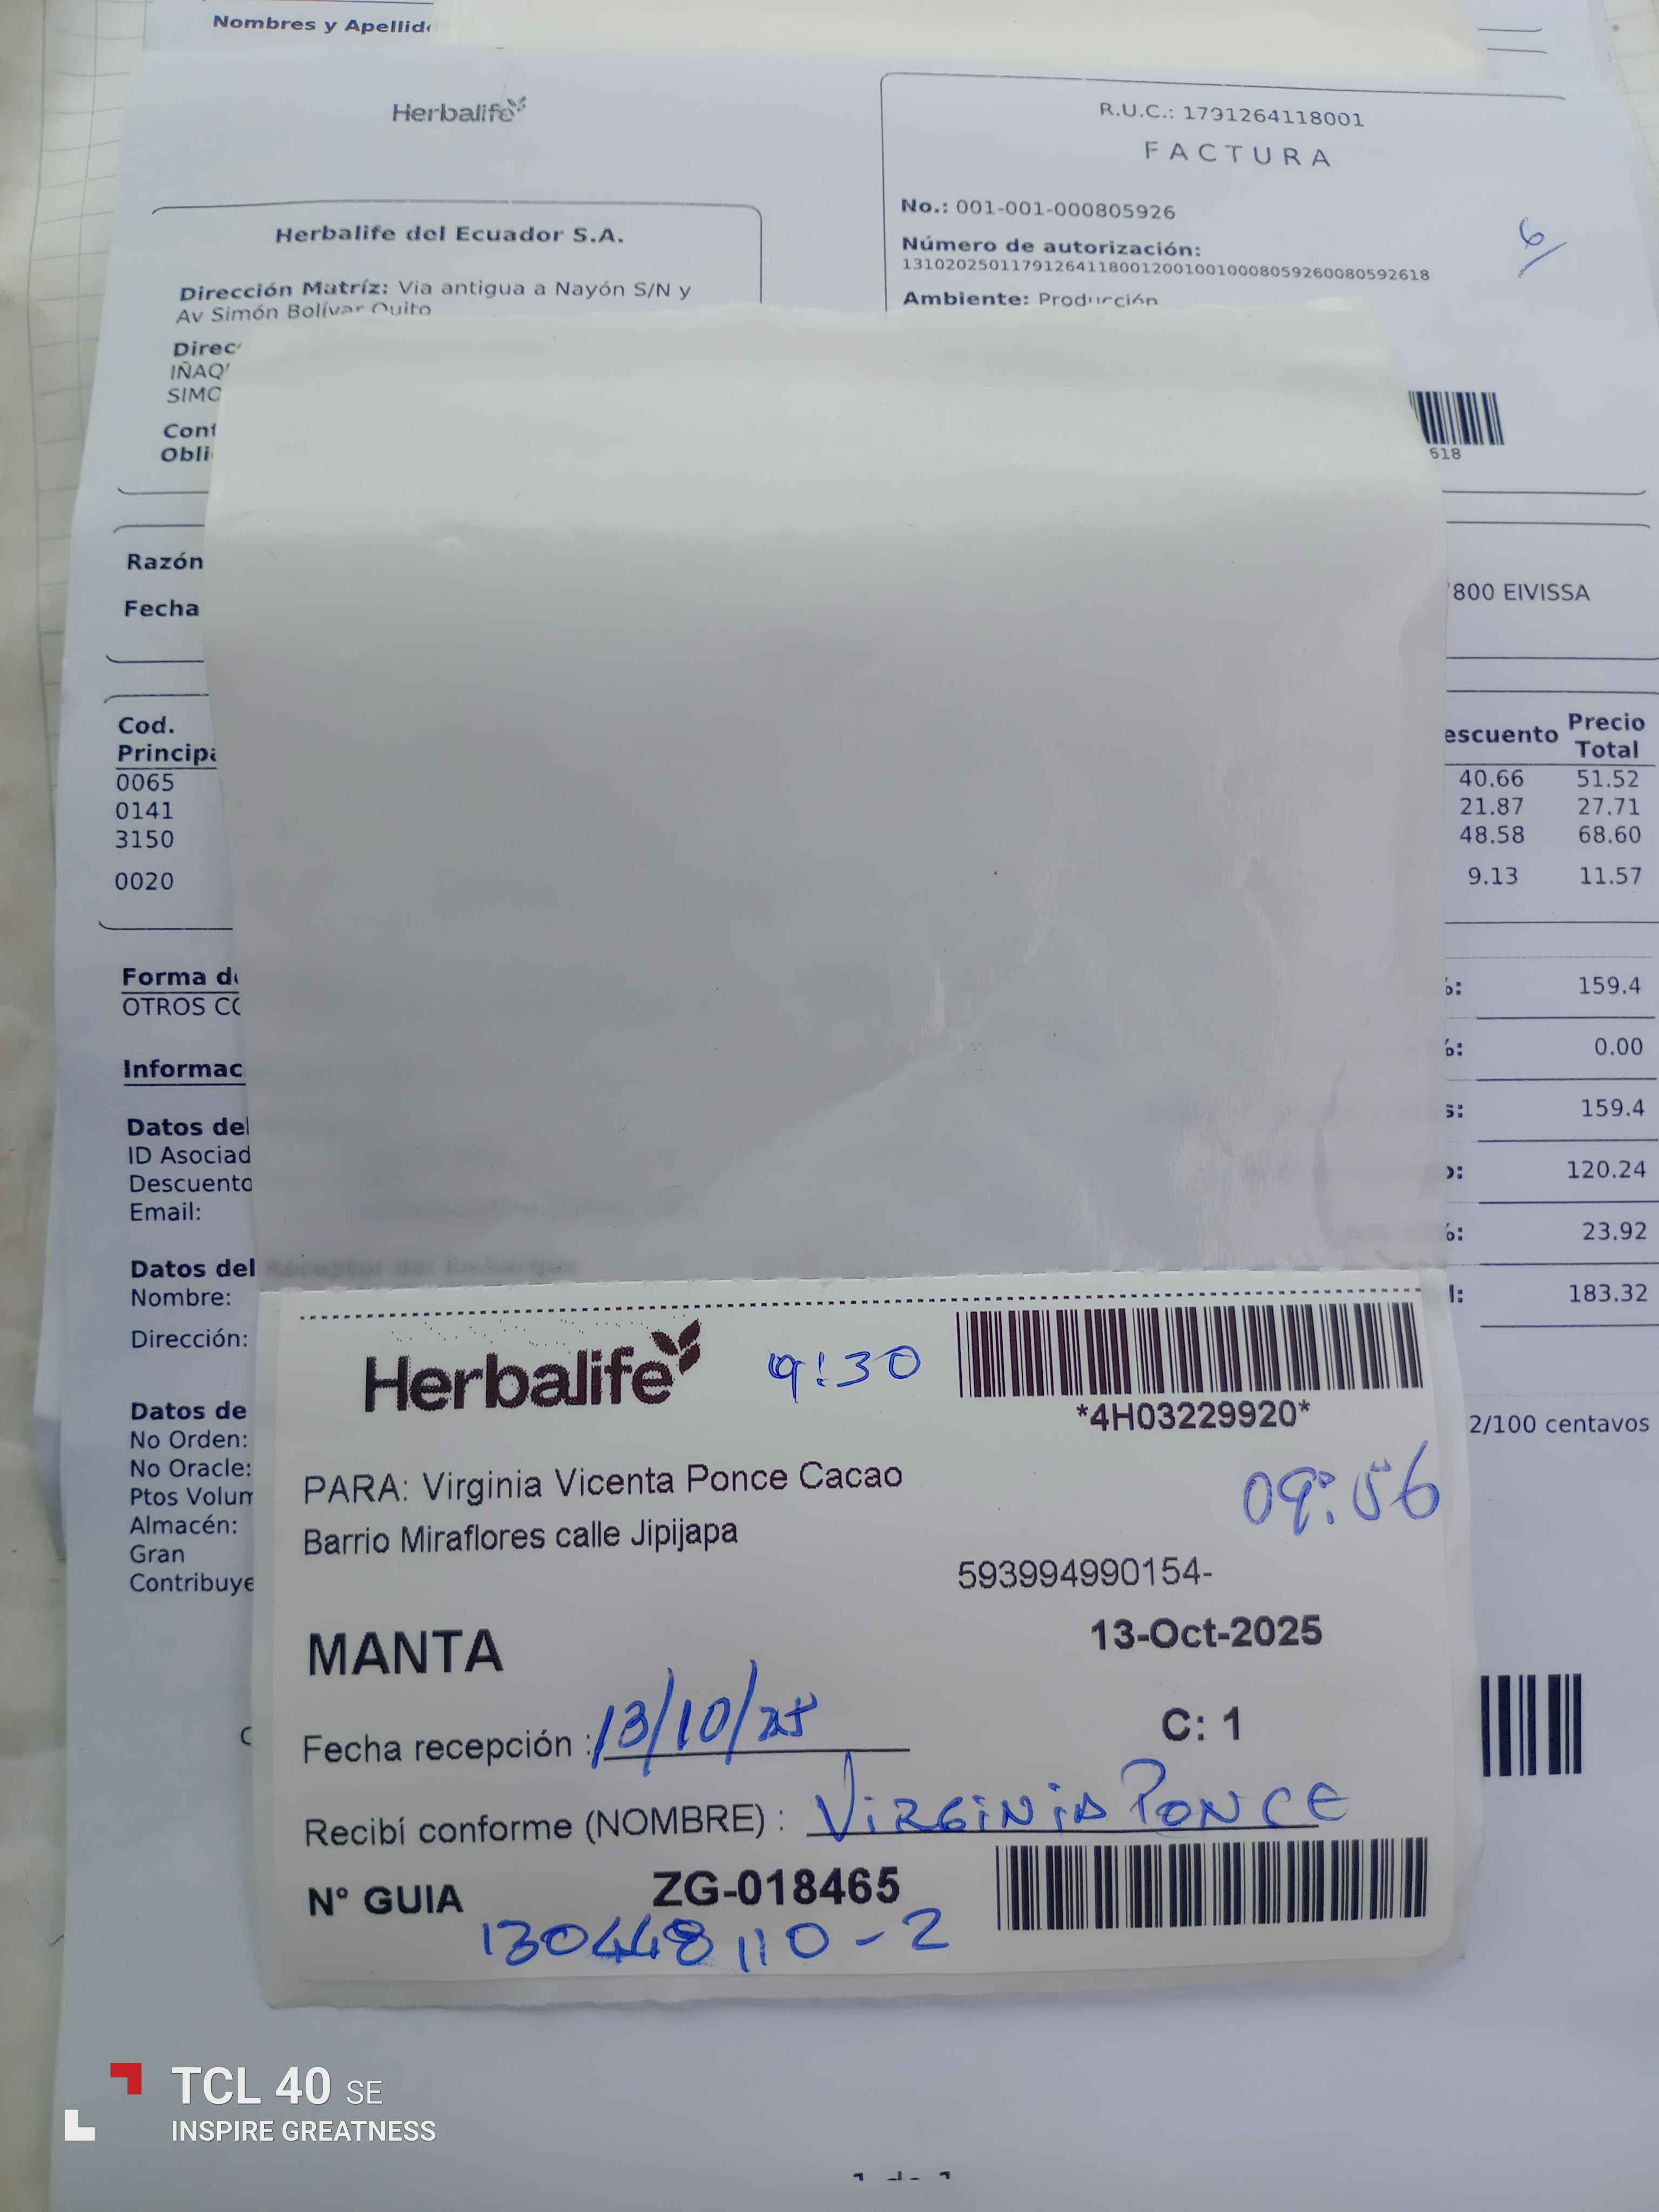 Nombres y Apellid
Herbalife
R.U.C.: 1791264118001
FACTURA
No.: 001-001-000805926
Número de autorización:
1310202501179126411800120010010008059260080592618
Ambiente: Producción
6/
Herbalife del Ecuador S.A.
Dirección Matríz: Via antigua a Nayón S/N y
Av Simón Bolívar Quito
Direc
IÑAQ
SIMO
Cont
Obli
618
Razón
Fecha
800 EIVISSA
Cod.
Principa
escuento Precio
Total
0065 40.66 51.52
0141 21.87 27.71
3150 48.58 68.60
0020 9.13 11.57
Forma de
OTROS CO
%: 159.4
Informac
%: 0.00
Datos del
s: 159.4
ID Asociad
Descuento
o: 120.24
Email:
%: 23.92
Datos del
Nombre:
l: 183.32
Dirección:
Datos de
No Orden:
2/100 centavos
No Oracle:
Ptos Volum
Almacén:
Gran
Contribuye
Herbalife
9:30
*4H03229920*
PARA: Virginia Vicenta Ponce Cacao
09:56
Barrio Miraflores calle Jipijapa
593994990154-
MANTA
13-Oct-2025
Fecha recepción : 13/10/25
C: 1
Recibí conforme (NOMBRE) : VIRGINIA PONCE
N° GUIA ZG-018465
130448110-2
TCL 40 SE
INSPIRE GREATNESS
1 de 1